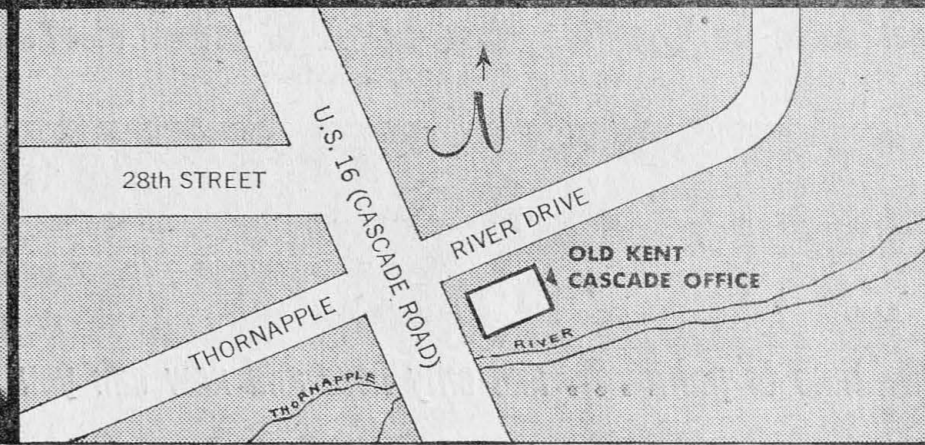 N
28th STREET
U.S. 16 (CASCADE ROAD)
THORNAPPLE RIVER DRIVE
OLD KENT
CASCADE OFFICE
THORNAPPLE RIVER